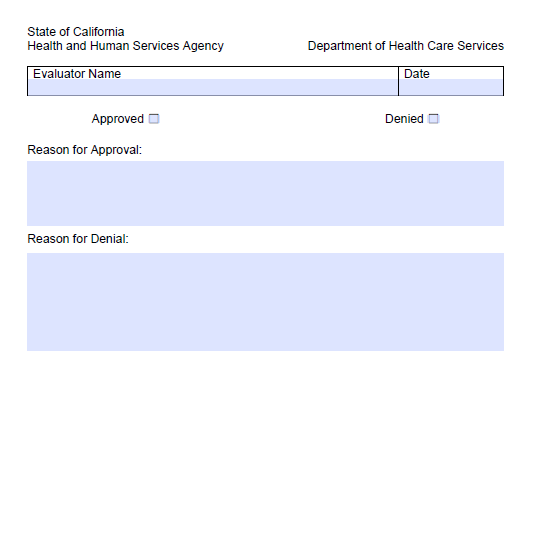 State of California
Health and Human Services Agency
Department of Health Care Services
Evaluator Name
Date
Approved
Denied
Reason for Approval:
Reason for Denial: